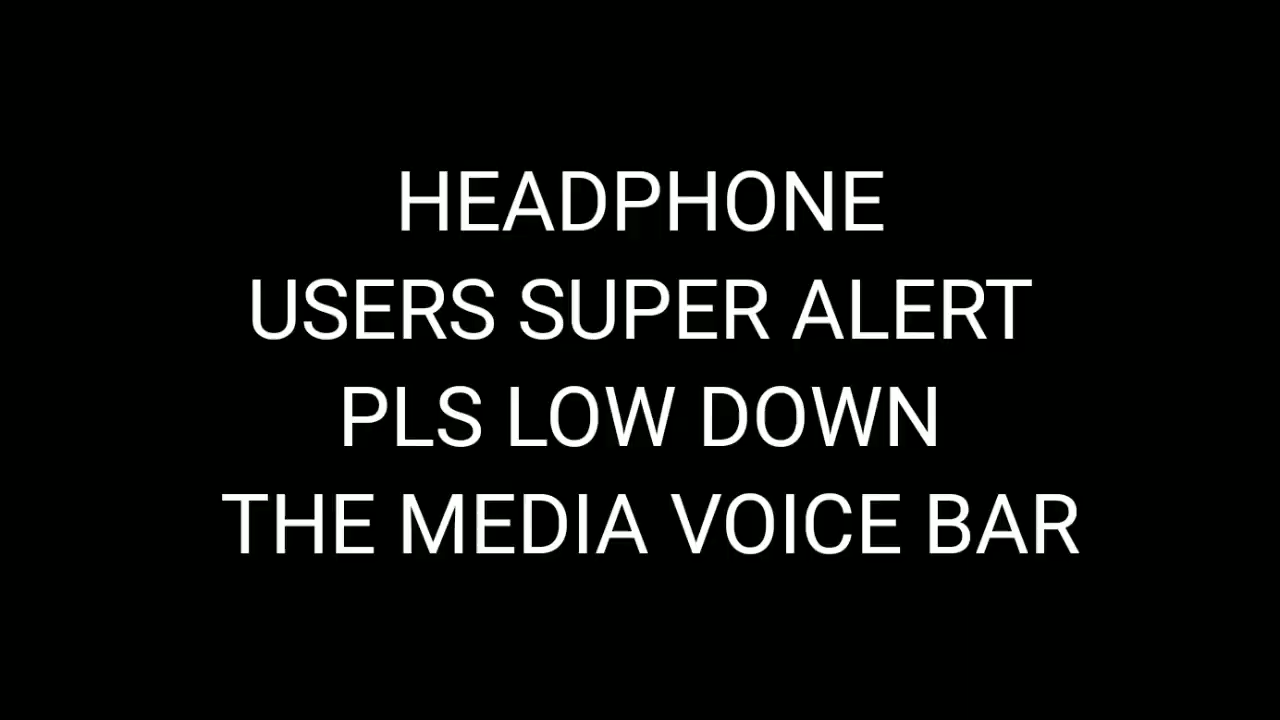 HEADPHONE
USERS SUPER ALERT
PLS LOW DOWN
THE MEDIA VOICE BAR